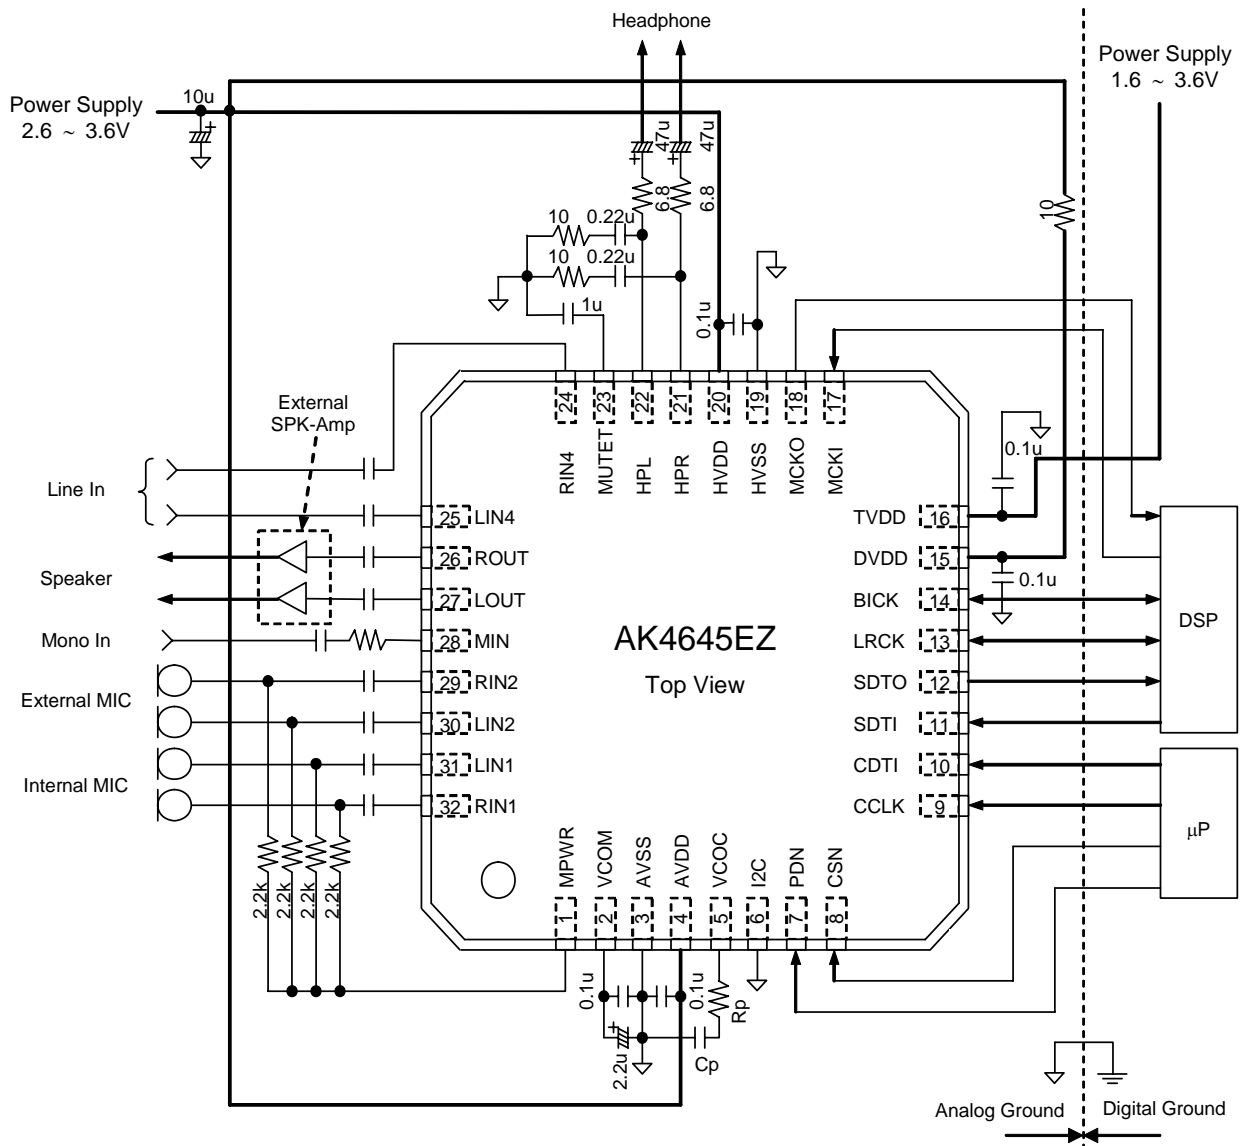 Headphone
Power Supply
1.6 ~ 3.6V
Power Supply
2.6 ~ 3.6V
10u
47u
47u
6.8
6.8
10
10
0.22u
10
0.22u
1u
0.1u
External
SPK-Amp
24
23
22
21
20
19
18
17
RIN4
MUTET
HPL
HPR
HVDD
HVSS
MCKO
MCKI
0.1u
Line In
25 LIN4
TVDD 16
26 ROUT
DVDD 15
0.1u
Speaker
27 LOUT
BICK 14
DSP
Mono In
28 MIN
AK4645EZ
LRCK 13
29 RIN2
Top View
SDTO 12
External MIC
30 LIN2
SDTI 11
31 LIN1
CDTI 10
Internal MIC
32 RIN1
CCLK 9
µP
MPWR
VCOM
AVSS
AVDD
VCOC
I2C
PDN
CSN
2.2k
2.2k
2.2k
2.2k
1
2
3
4
5
6
7
8
0.1u
0.1u
Rp
2.2u
Cp
Analog Ground
Digital Ground